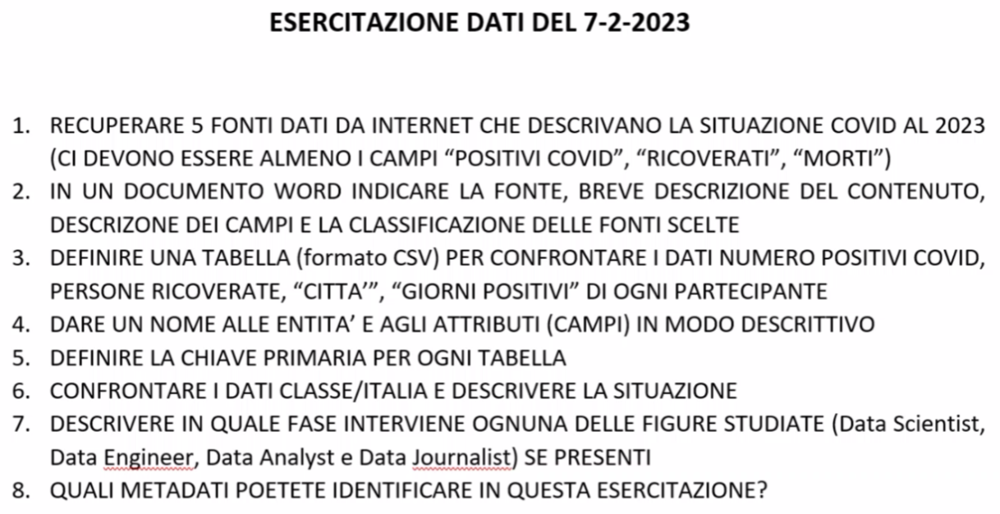 ESERCITAZIONE DATI DEL 7-2-2023
1. RECUPERARE 5 FONTI DATI DA INTERNET CHE DESCRIVANO LA SITUAZIONE COVID AL 2023
(CI DEVONO ESSERE ALMENO I CAMPI “POSITIVI COVID”, “RICOVERATI”, “MORTI”)
2. IN UN DOCUMENTO WORD INDICARE LA FONTE, BREVE DESCRIZIONE DEL CONTENUTO,
DESCRIZONE DEI CAMPI E LA CLASSIFICAZIONE DELLE FONTI SCELTE
3. DEFINIRE UNA TABELLA (formato CSV) PER CONFRONTARE I DATI NUMERO POSITIVI COVID,
PERSONE RICOVERATE, “CITTA’”, “GIORNI POSITIVI” DI OGNI PARTECIPANTE
4. DARE UN NOME ALLE ENTITA’ E AGLI ATTRIBUTI (CAMPI) IN MODO DESCRITTIVO
5. DEFINIRE LA CHIAVE PRIMARIA PER OGNI TABELLA
6. CONFRONTARE I DATI CLASSE/ITALIA E DESCRIVERE LA SITUAZIONE
7. DESCRIVERE IN QUALE FASE INTERVIENE OGNUNA DELLE FIGURE STUDIATE (Data Scientist,
Data Engineer, Data Analyst e Data Journalist) SE PRESENTI
8. QUALI METADATI POETETE IDENTIFICARE IN QUESTA ESERCITAZIONE?